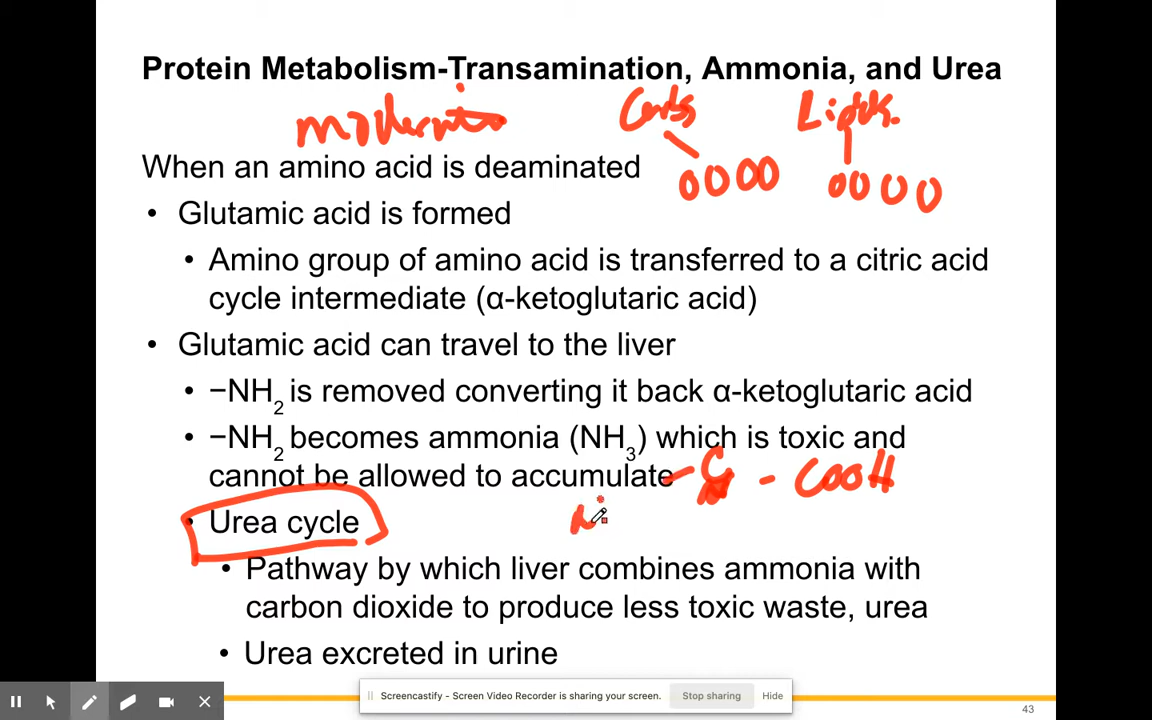 Protein Metabolism-Transamination, Ammonia, and Urea
Carbs
Lipids.
When an amino acid is deaminated
0000
0000
• Glutamic acid is formed
• Amino group of amino acid is transferred to a citric acid
cycle intermediate (α-ketoglutaric acid)
• Glutamic acid can travel to the liver
• −NH2 is removed converting it back α-ketoglutaric acid
• −NH2 becomes ammonia (NH3) which is toxic and
cannot be allowed to accumulate
- C - COOH
• Urea cycle
• Pathway by which liver combines ammonia with
carbon dioxide to produce less toxic waste, urea
• Urea excreted in urine
Screencastify - Screen Video Recorder is sharing your screen. Stop sharing Hide
43